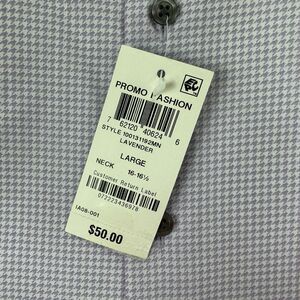 PROMO FASHION
7 62120 40624 6
STYLE 100131192MN
LAVENDER
LARGE
NECK 16-16½
Customer Return Label
IA08-001
$50.00